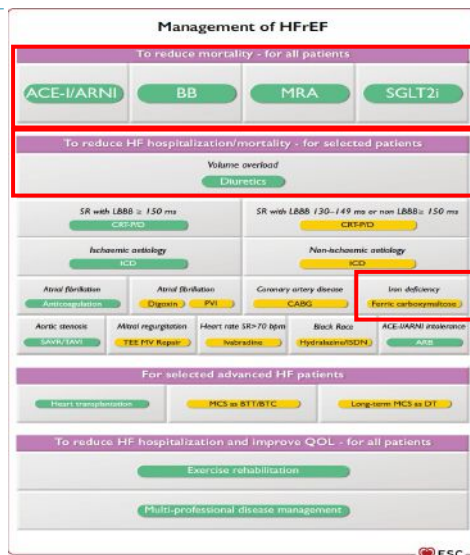 Management of HFrEF
To reduce mortality - for all patients
ACE-I/ARNI BB MRA SGLT2i
To reduce HF hospitalization/mortality - for selected patients
Volume overload
Diuretics
SR with LBBB ≥ 150 ms SR with LBBB 130–149 ms or non LBBB ≥ 150 ms
CRT-P/D CRT-P/D
Ischaemic aetiology Non-ischaemic aetiology
ICD ICD
Atrial fibrillation Atrial fibrillation Coronary artery disease Iron deficiency
Anticoagulation Digoxin PVI CABG Ferric carboxymaltose
Aortic stenosis Mitral regurgitation Heart rate SR>70 bpm Black Race ACE-I/ARNI intolerance
SAVR/TAVI TEE MV Repair Ivabradine Hydralazine/ISDN ARB
For selected advanced HF patients
Heart transplantation MCS as BTT/BTC Long-term MCS as DT
To reduce HF hospitalization and improve QOL - for all patients
Exercise rehabilitation
Multi-professional disease management
ESC